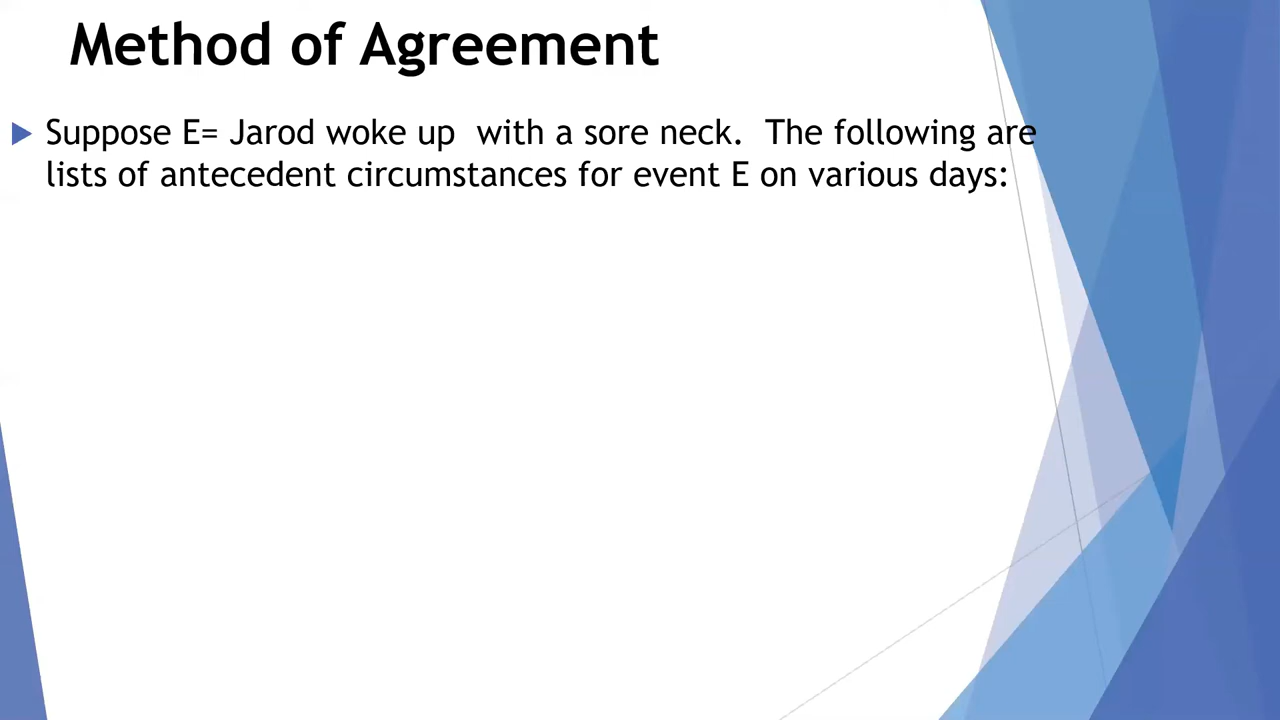 Method of Agreement
Suppose E= Jarod woke up  with a sore neck.  The following are
lists of antecedent circumstances for event E on various days: